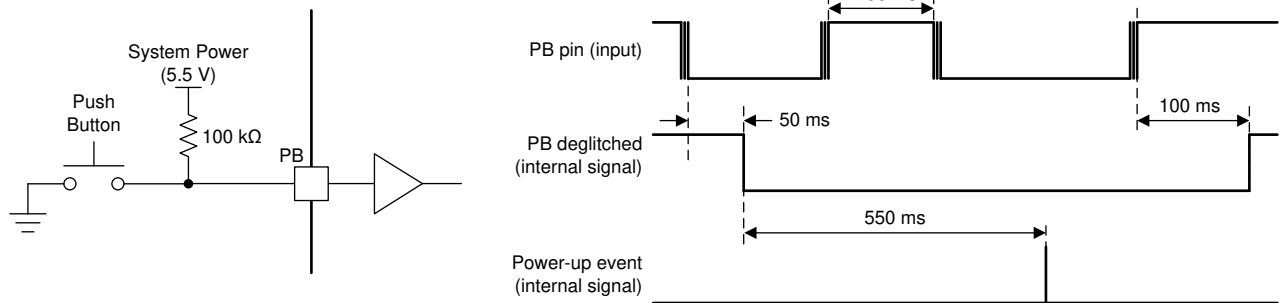 System Power
(5.5 V)
Push
Button
100 kΩ
PB
PB pin (input)
100 ms
50 ms
PB deglitched
(internal signal)
550 ms
Power-up event
(internal signal)